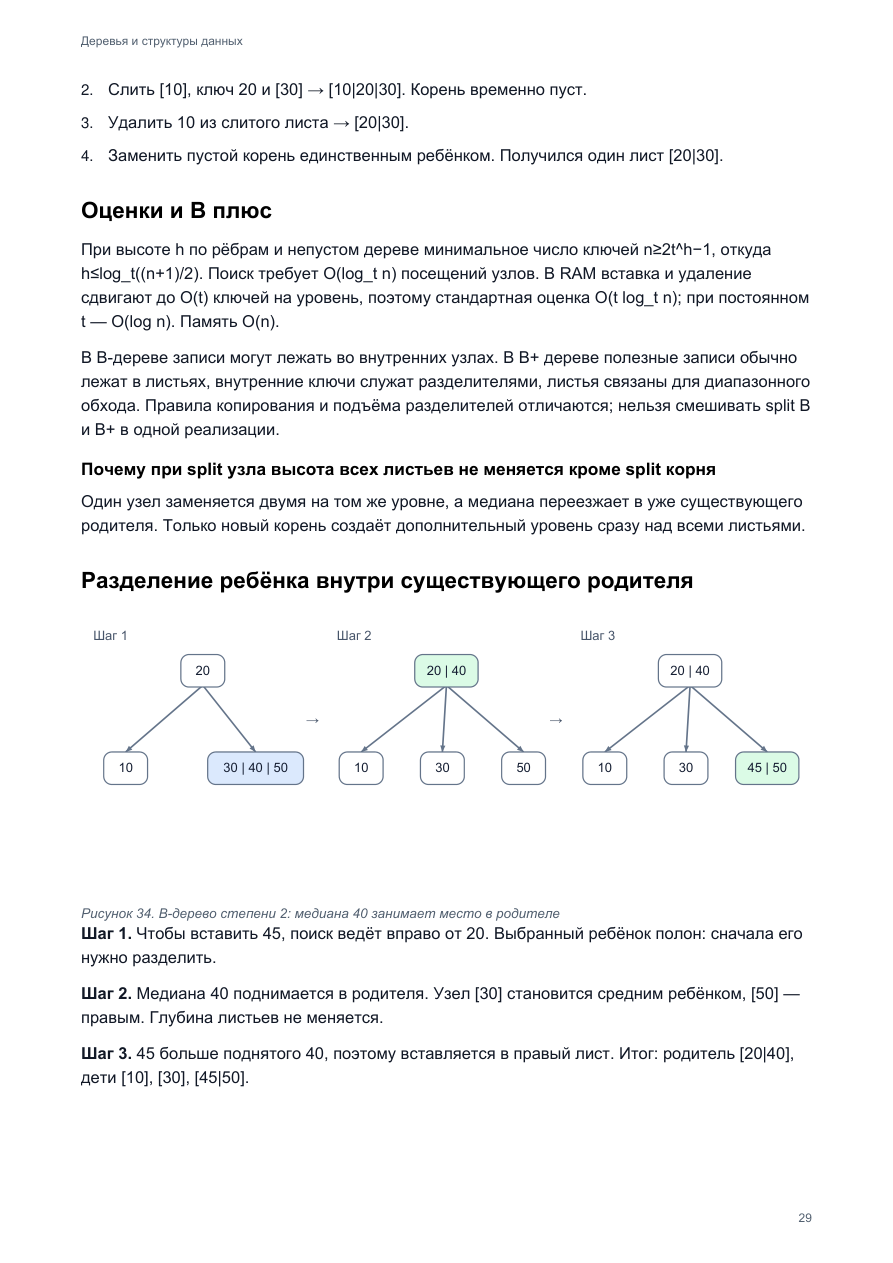 Деревья и структуры данных
2. Слить [10], ключ 20 и [30] → [10|20|30]. Корень временно пуст.
3. Удалить 10 из слитого листа → [20|30].
4. Заменить пустой корень единственным ребёнком. Получился один лист [20|30].
Оценки и B плюс
При высоте h по рёбрам и непустом дереве минимальное число ключей n≥2t^h−1, откуда
h≤log_t((n+1)/2). Поиск требует O(log_t n) посещений узлов. В RAM вставка и удаление
сдвигают до O(t) ключей на уровень, поэтому стандартная оценка O(t log_t n); при постоянном
t — O(log n). Память O(n).
В B-дереве записи могут лежать во внутренних узлах. В B+ дереве полезные записи обычно
лежат в листьях, внутренние ключи служат разделителями, листья связаны для диапазонного
обхода. Правила копирования и подъёма разделителей отличаются; нельзя смешивать split B
и B+ в одной реализации.
Почему при split узла высота всех листьев не меняется кроме split корня
Один узел заменяется двумя на том же уровне, а медиана переезжает в уже существующего
родителя. Только новый корень создаёт дополнительный уровень сразу над всеми листьями.
Разделение ребёнка внутри существующего родителя
Шаг 1
20
10
30 | 40 | 50
→
Шаг 2
20 | 40
10
30
50
→
Шаг 3
20 | 40
10
30
45 | 50
Рисунок 34. B-дерево степени 2: медиана 40 занимает место в родителе
Шаг 1. Чтобы вставить 45, поиск ведёт вправо от 20. Выбранный ребёнок полон: сначала его
нужно разделить.
Шаг 2. Медиана 40 поднимается в родителя. Узел [30] становится средним ребёнком, [50] —
правым. Глубина листьев не меняется.
Шаг 3. 45 больше поднятого 40, поэтому вставляется в правый лист. Итог: родитель [20|40],
дети [10], [30], [45|50].
29